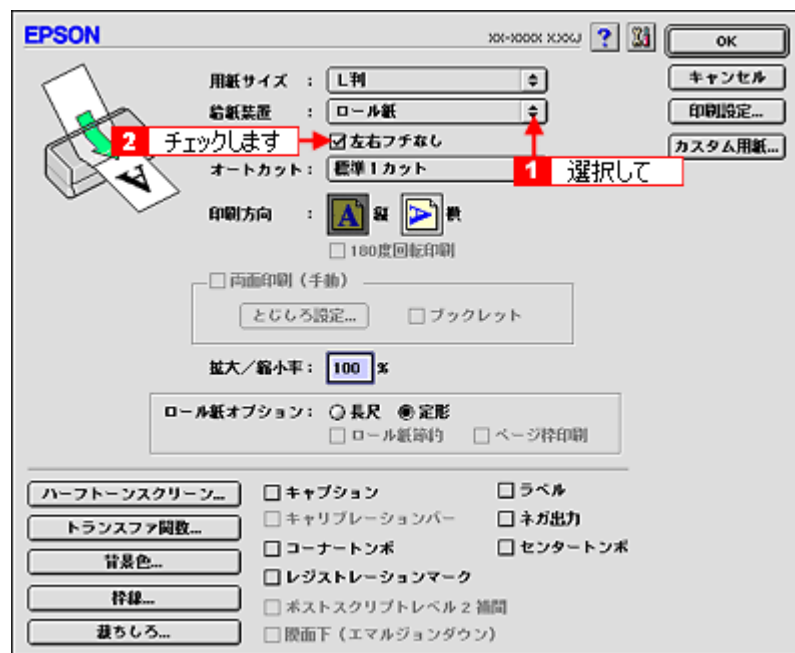 EPSON
XXX-XXXXX XXXXJ ? OK
用紙サイズ : L判 キャンセル
給紙装置 : ロール紙 印刷設定...
2 チェックします 左右フチなし カスタム用紙...
オートカット: 標準1カット 1 選択して
A
印刷方向 : A 縦 A 横
180度回転印刷
両面印刷(手動)
とじしろ設定... ブックレット
拡大/縮小率: 100 %
ロール紙オプション: 長尺 定形
ロール紙節約 ページ枠印刷
ハーフトーンスクリーン... キャプション ラベル
トランスファ関数... キャリブレーションバー ネガ出力
背景色... コーナートンボ センタートンボ
枠線... レジストレーションマーク
裁ちしろ... ポストスクリプトレベル2 補間
膜面下(エマルジョンダウン)